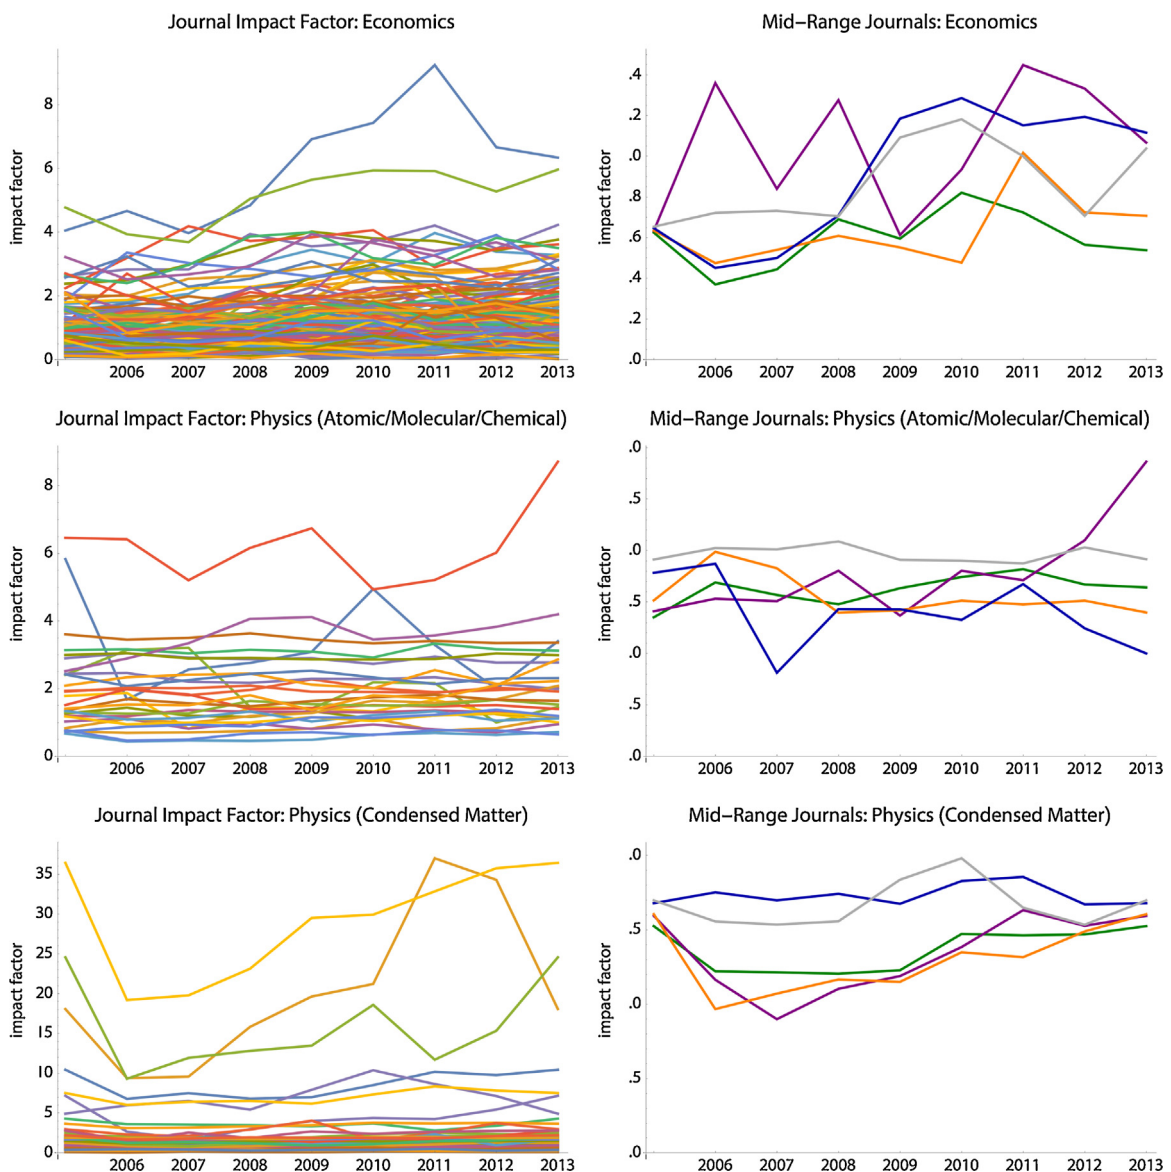 Journal Impact Factor: Economics
Mid−Range Journals: Economics
impact factor
8
6
4
2
0
2006 2007 2008 2009 2010 2011 2012 2013
impact factor
.4
.2
.0
.8
.6
.4
.2
.0
2006 2007 2008 2009 2010 2011 2012 2013
Journal Impact Factor: Physics (Atomic/Molecular/Chemical)
Mid−Range Journals: Physics (Atomic/Molecular/Chemical)
impact factor
8
6
4
2
0
2006 2007 2008 2009 2010 2011 2012 2013
impact factor
.0
.5
.0
.5
.0
.5
.0
2006 2007 2008 2009 2010 2011 2012 2013
Journal Impact Factor: Physics (Condensed Matter)
Mid−Range Journals: Physics (Condensed Matter)
impact factor
35
30
25
20
15
10
5
0
2006 2007 2008 2009 2010 2011 2012 2013
impact factor
.0
.5
.0
.5
.0
2006 2007 2008 2009 2010 2011 2012 2013